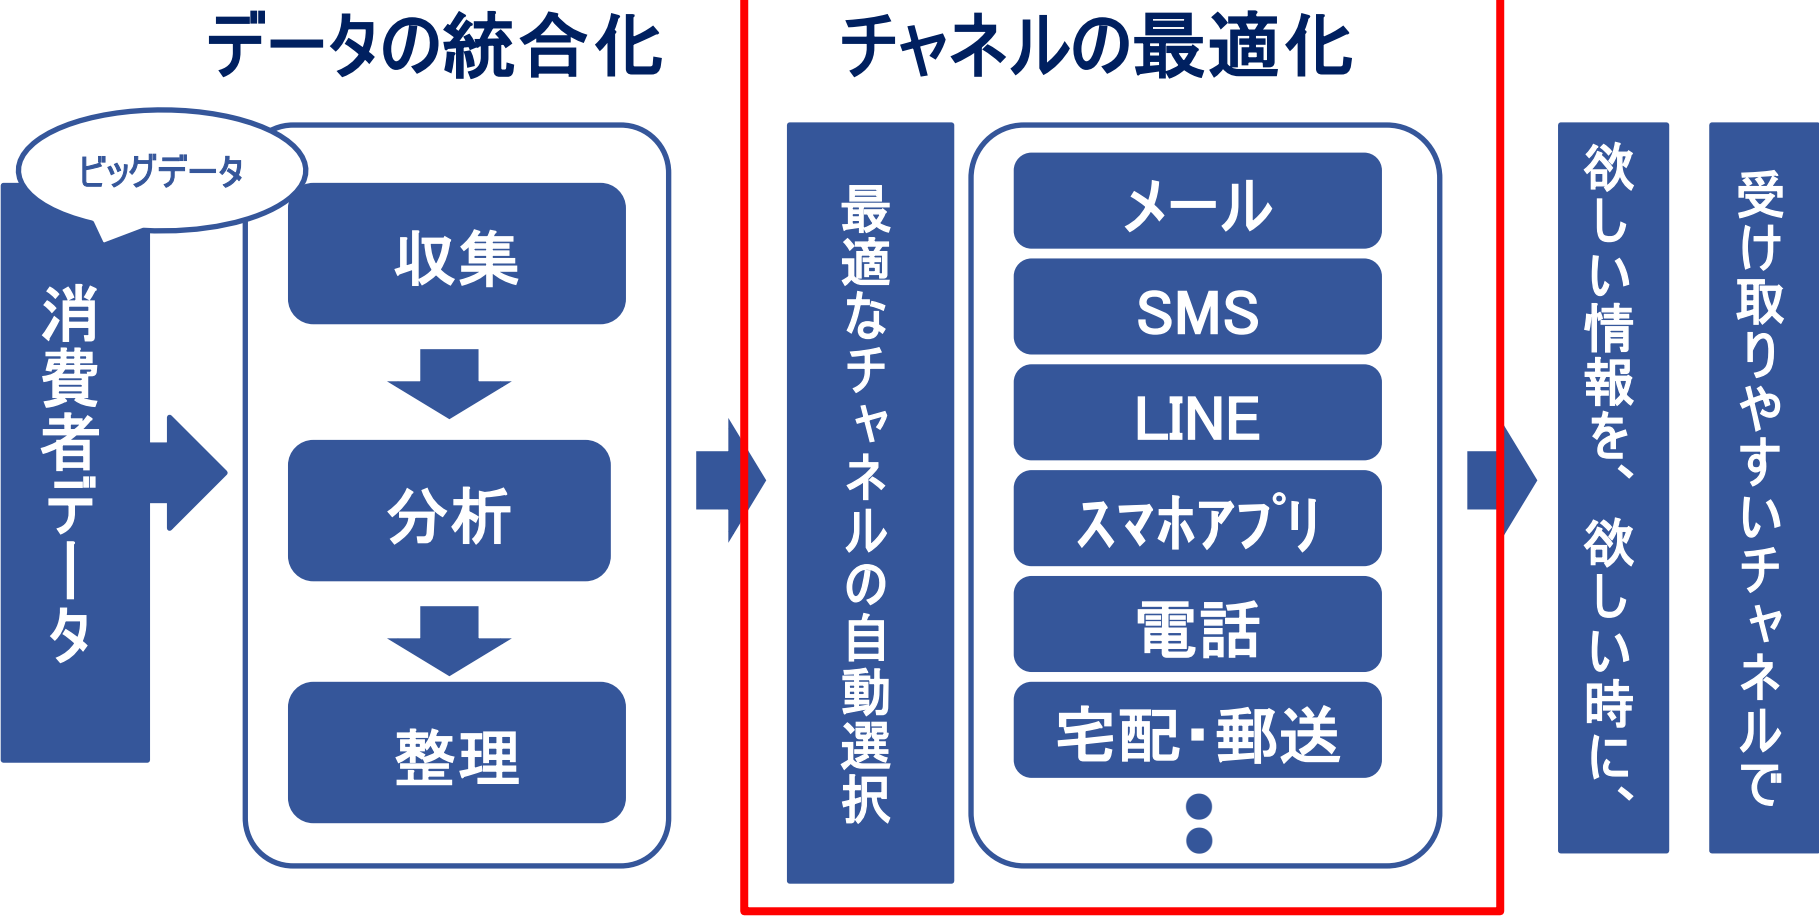 データの統合化
チャネルの最適化
ビッグデータ
消費者データ
収集
分析
整理
最適なチャネルの自動選択
メール
SMS
LINE
スマホアプリ
電話
宅配・郵送
欲しい情報を、欲しい時に、
受け取りやすいチャネルで